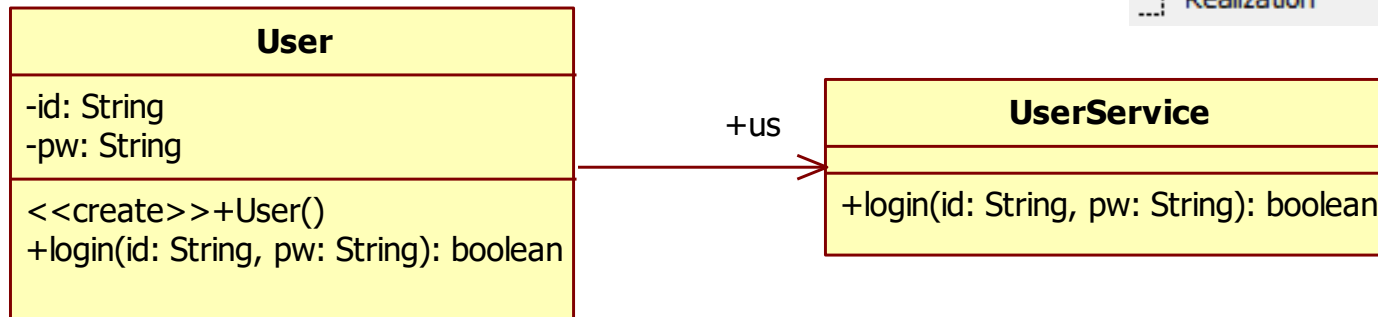 Realization
User
-id: String
-pw: String
<<create>>+User()
+login(id: String, pw: String): boolean
+us
UserService
+login(id: String, pw: String): boolean